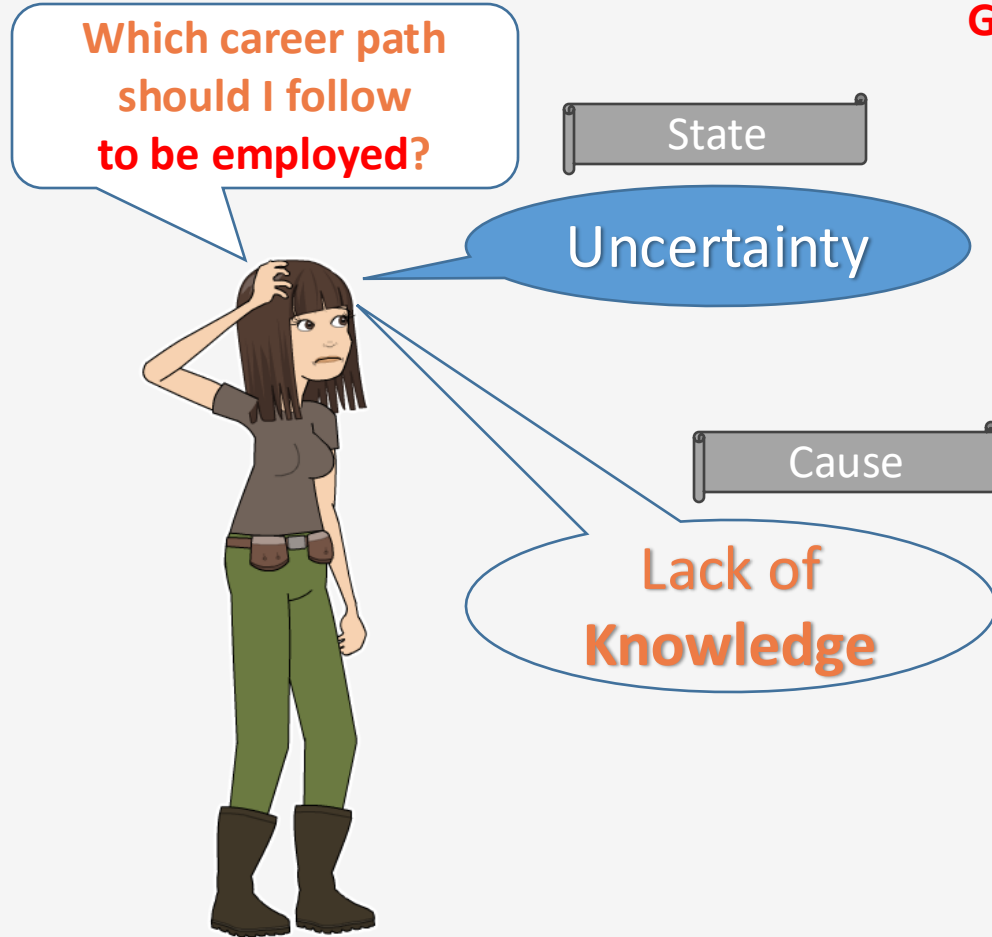 Which career path
should I follow
to be employed?
G
State
Uncertainty
Cause
Lack of
Knowledge